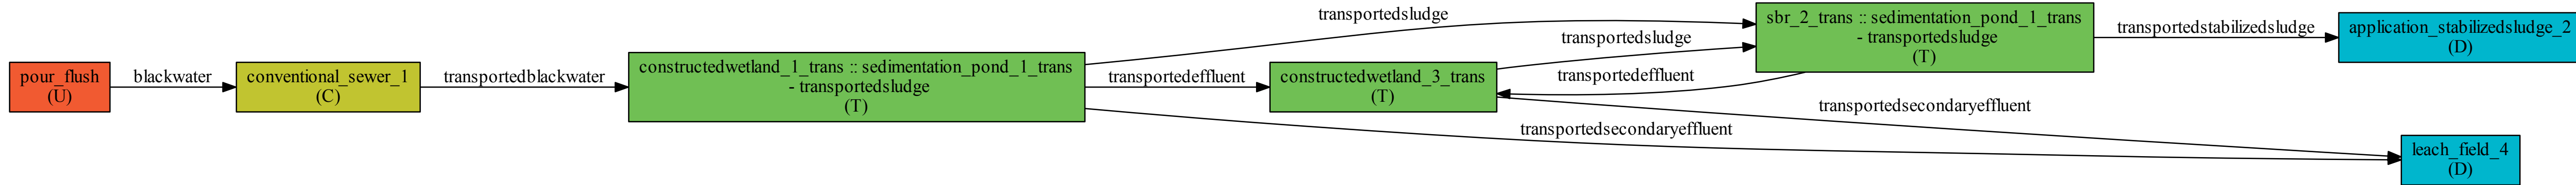 pour_flush
(U)
blackwater
conventional_sewer_1
(C)
transportedblackwater
constructedwetland_1_trans :: sedimentation_pond_1_trans
- transportedsludge
(T)
transportedsludge
transportedeffluent
transportedsecondaryeffluent
constructedwetland_3_trans
(T)
transportedsludge
transportedeffluent
transportedsecondaryeffluent
sbr_2_trans :: sedimentation_pond_1_trans
- transportedsludge
(T)
transportedstabilizedsludge
application_stabilizedsludge_2
(D)
leach_field_4
(D)